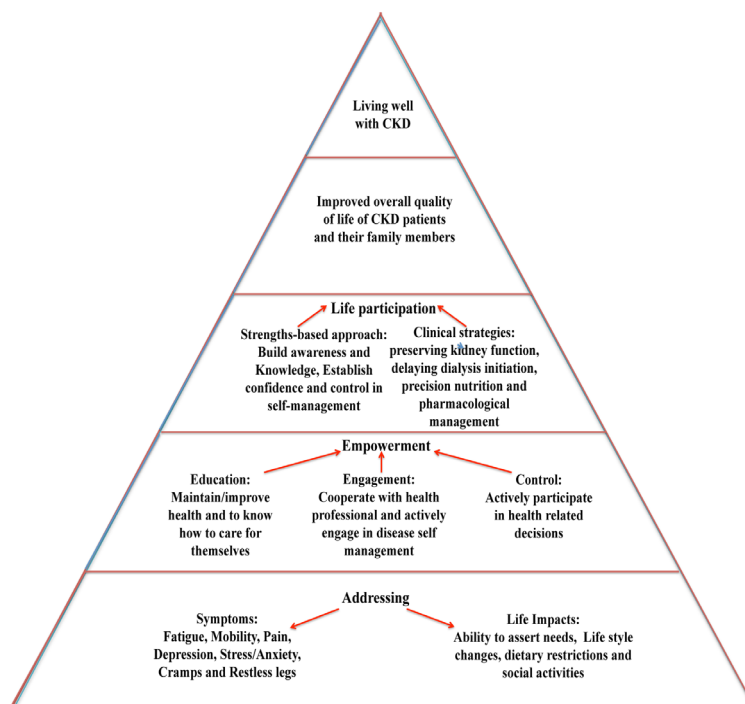 Living well
with CKD
Improved overall quality
of life of CKD patients
and their family members
Life participation
Strengths-based approach:
Build awareness and
Knowledge, Establish
confidence and control in
self-management
Clinical strategies:
preserving kidney function,
delaying dialysis initiation,
precision nutrition and
pharmacological
management
Empowerment
Education:
Maintain/improve
health and to know
how to care for
themselves
Engagement:
Cooperate with health
professional and actively
engage in disease self
management
Control:
Actively participate
in health related
decisions
Addressing
Symptoms:
Fatigue, Mobility, Pain,
Depression, Stress/Anxiety,
Cramps and Restless legs
Life Impacts:
Ability to assert needs, Life style
changes, dietary restrictions and
social activities